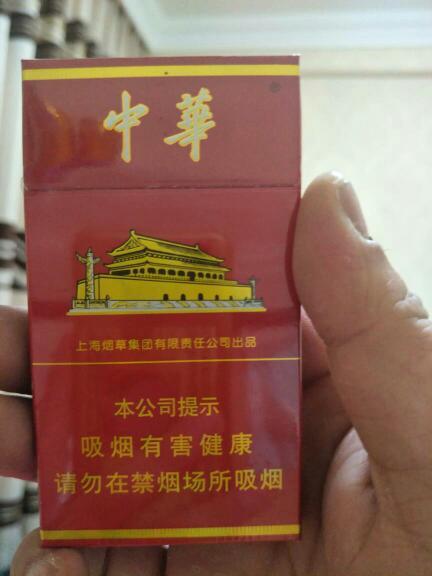 中華
上海烟草集团有限责任公司出品
本公司提示
吸烟有害健康
请勿在禁烟场所吸烟